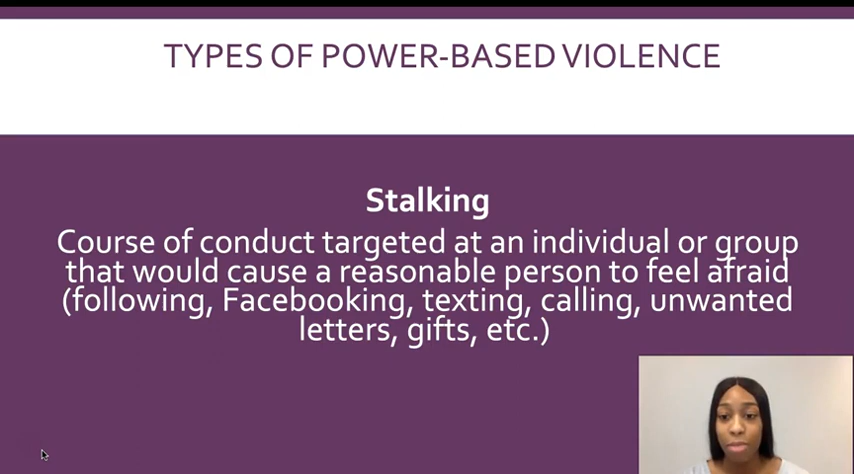 TYPES OF POWER-BASED VIOLENCE
Stalking
Course of conduct targeted at an individual or group
that would cause a reasonable person to feel afraid
(following, Facebooking, texting, calling, unwanted
letters, gifts, etc.)